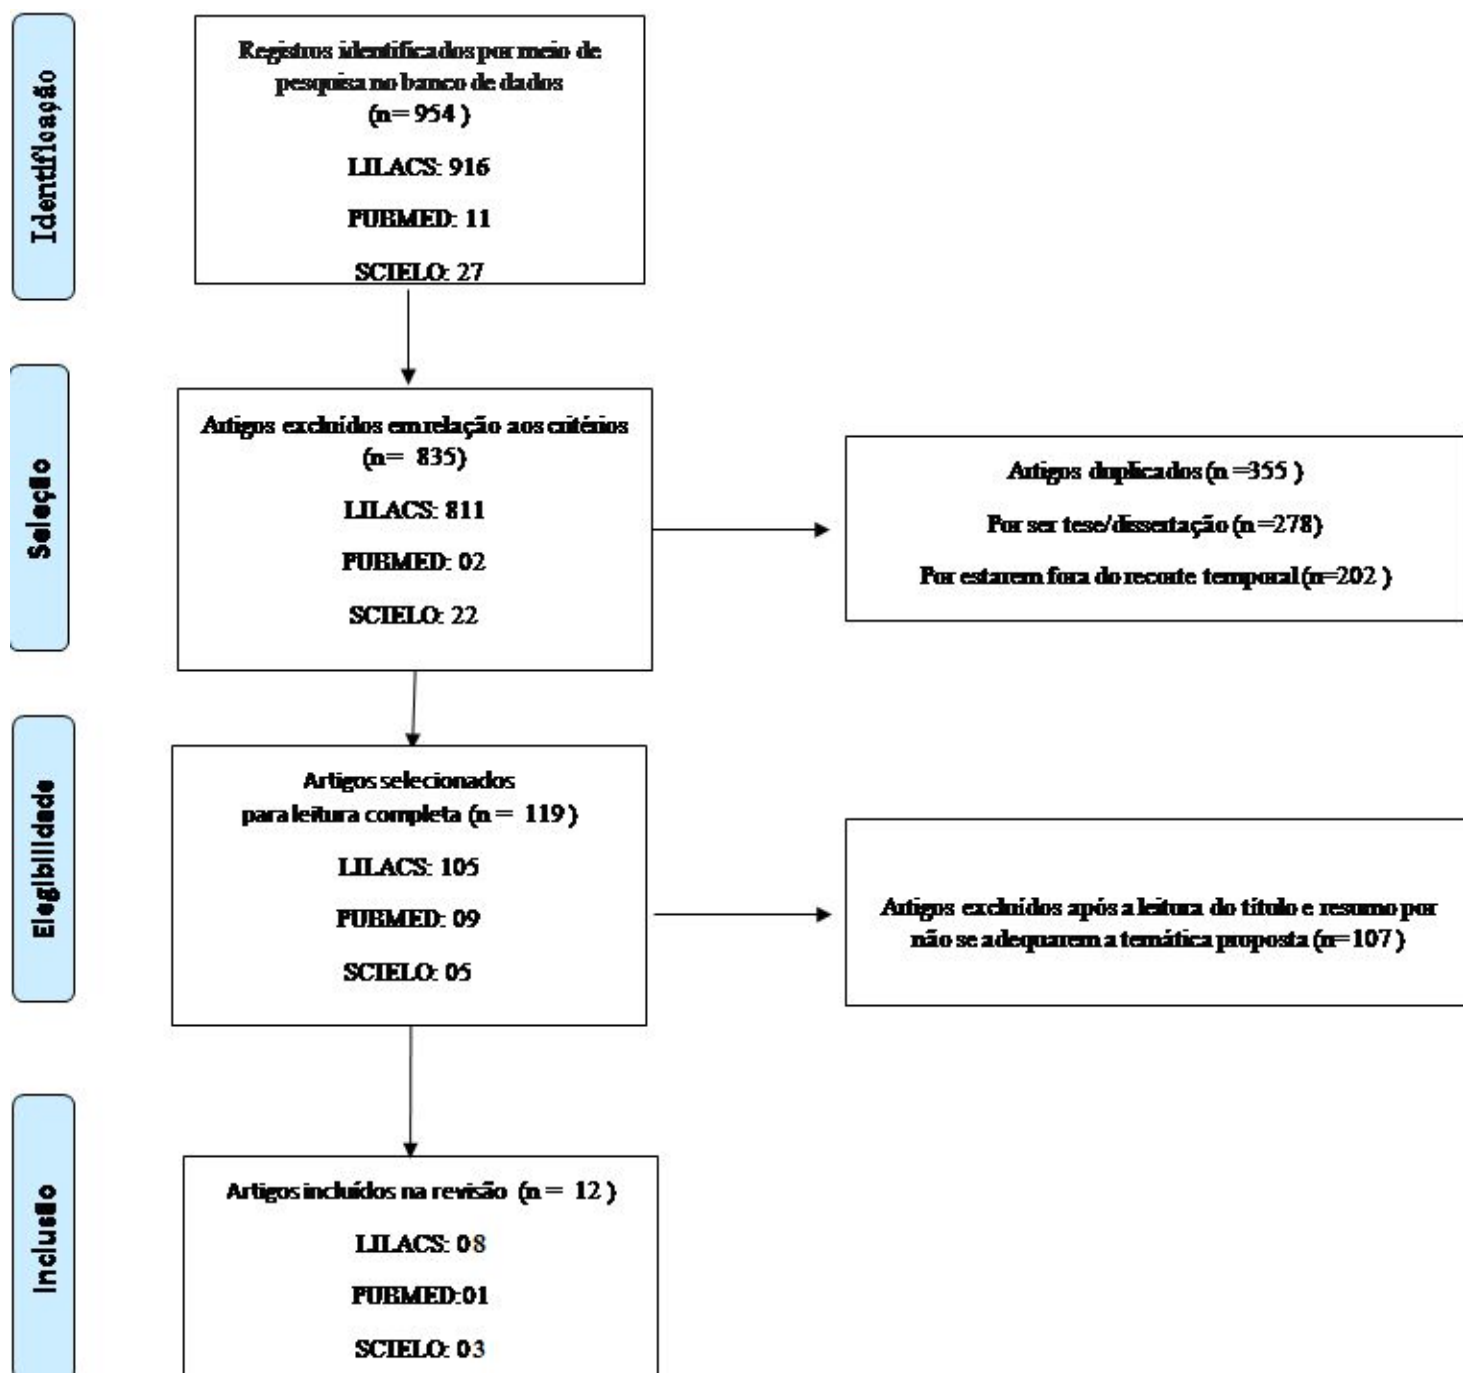 Identificação
Registros identificados por meio de
pesquisa no banco de dados
(n= 954 )
LILACS: 916
PUBMED: 11
SCIELO: 27
Seleção
Artigos excluídos em relação aos critérios
(n= 835)
LILACS: 811
PUBMED: 02
SCIELO: 22
Artigos duplicados (n =355 )
Por ser tese/dissertação (n =278)
Por estarem fora do recorte temporal (n=202 )
Elegibilidade
Artigos selecionados
para leitura completa (n = 119 )
LILACS: 105
PUBMED: 09
SCIELO: 05
Artigos excluídos após a leitura do título e resumo por
não se adequarem a temática proposta (n=107 )
Inclusão
Artigos incluídos na revisão (n = 12 )
LILACS: 08
PUBMED:01
SCIELO: 03